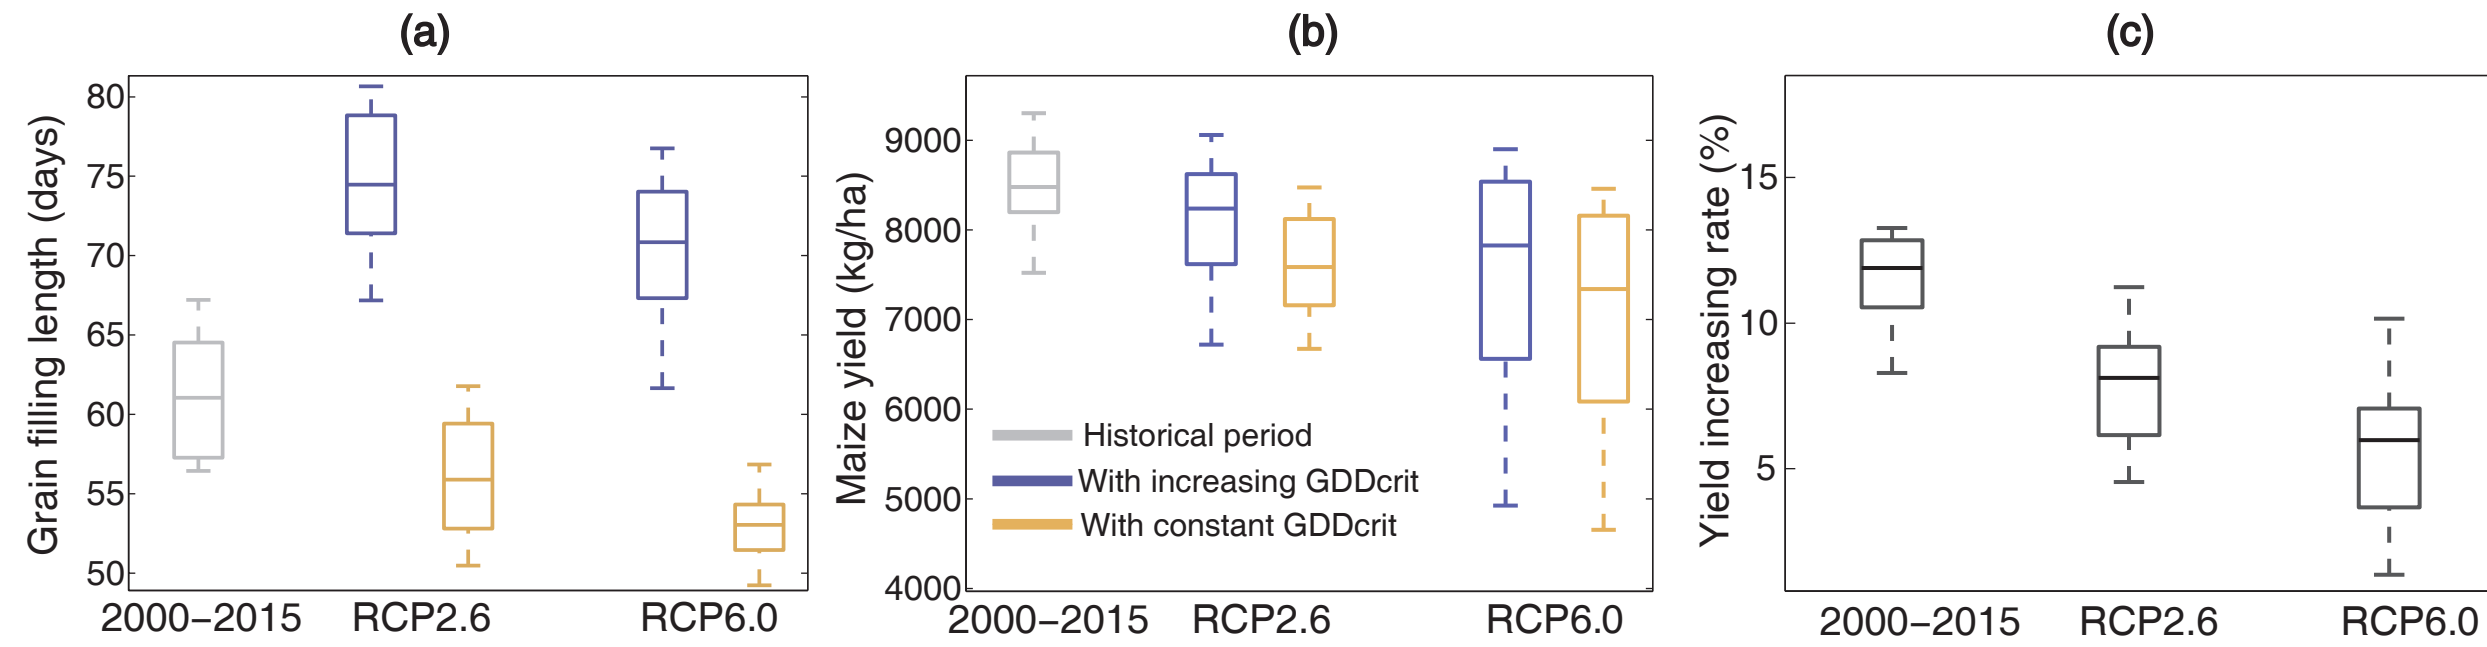 (a)
(b)
(c)
Grain filling length (days)
80
75
70
65
60
55
50
2000−2015
RCP2.6
RCP6.0
Maize yield (kg/ha)
9000
8000
7000
6000
5000
4000
Historical period
With increasing GDDcrit
With constant GDDcrit
2000−2015
RCP2.6
RCP6.0
Yield increasing rate (%)
15
10
5
2000−2015
RCP2.6
RCP6.0